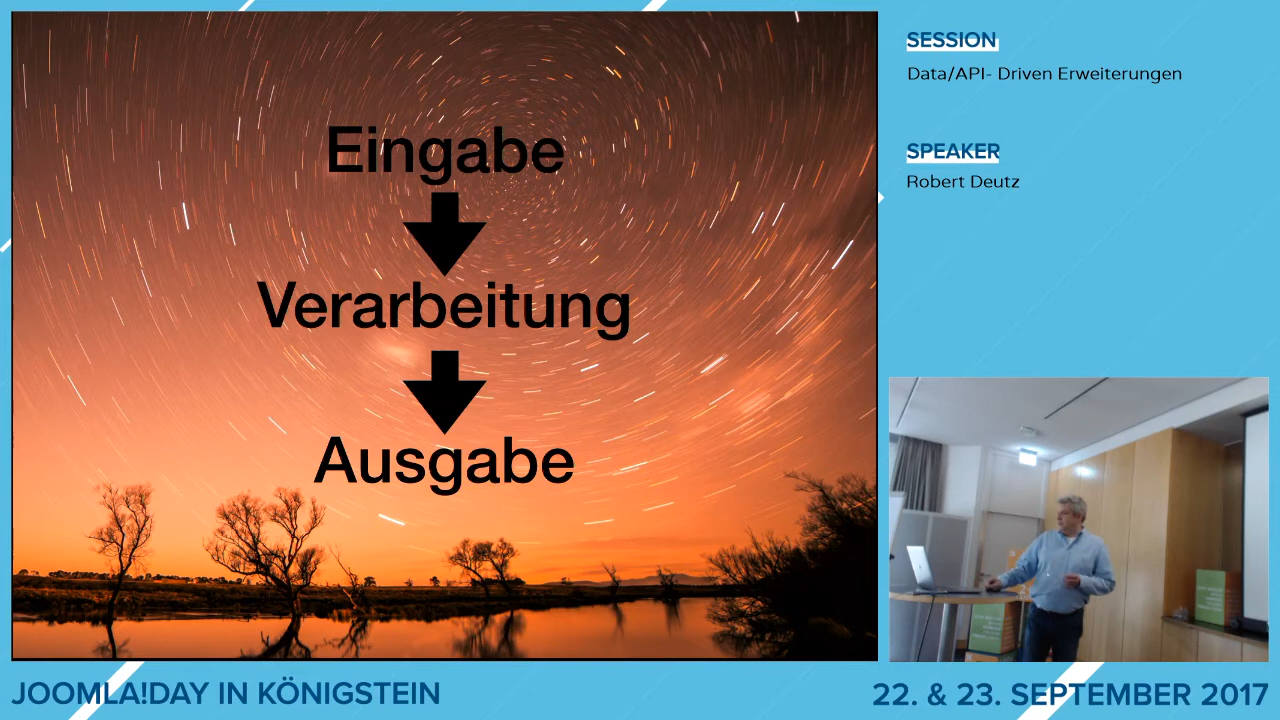 Eingabe
Verarbeitung
Ausgabe
SESSION
Data/API- Driven Erweiterungen
SPEAKER
Robert Deutz
JOOMLA!DAY IN KÖNIGSTEIN
22. & 23. SEPTEMBER 2017